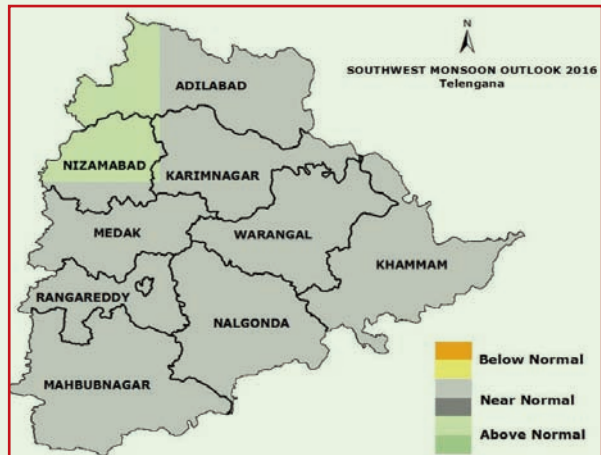 N
SOUTHWEST MONSOON OUTLOOK 2016
Telengana
ADILABAD
NIZAMABAD
KARIMNAGAR
MEDAK
WARANGAL
KHAMMAM
RANGAREDDY
NALGONDA
MAHBUBNAGAR
Below Normal
Near Normal
Above Normal